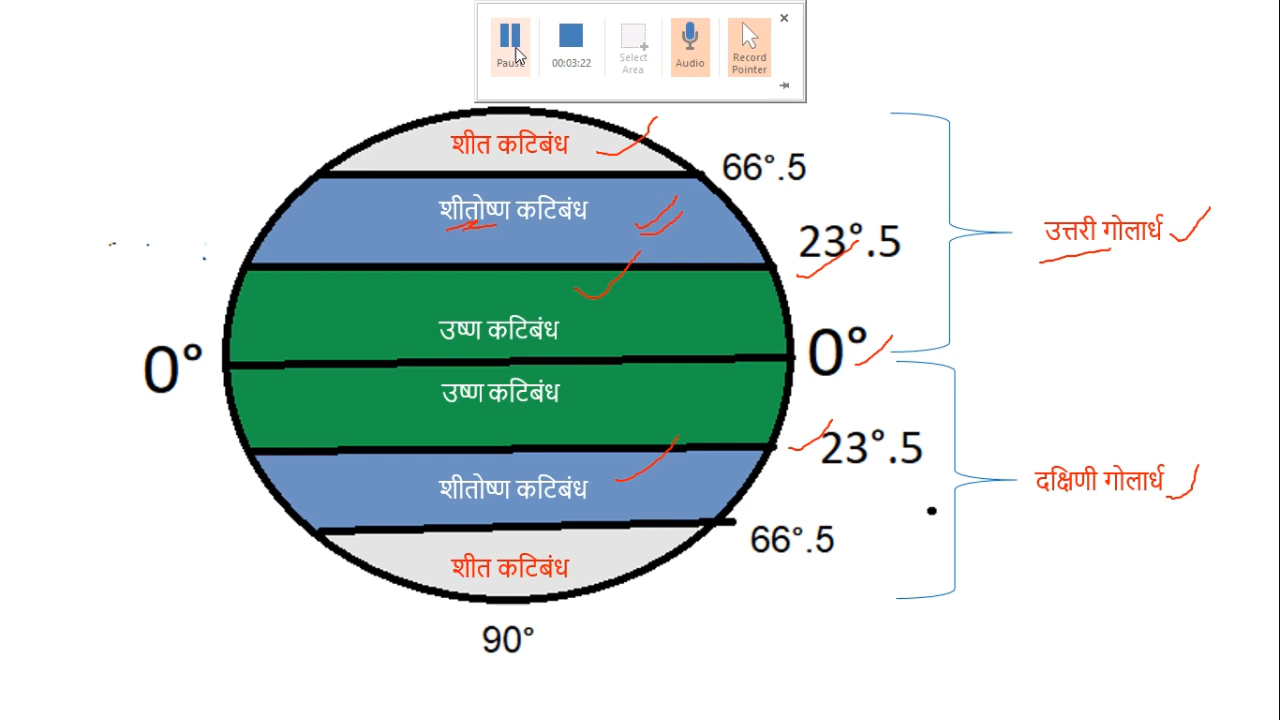 Pause
00:03:22
Select
Area
Audio
Record
Pointer
शीत कटिबंध
66°.5
शीतोष्ण कटिबंध
23°.5
उत्तरी गोलार्ध
उष्ण कटिबंध
0°
0°
उष्ण कटिबंध
23°.5
शीतोष्ण कटिबंध
दक्षिणी गोलार्ध
66°.5
शीत कटिबंध
90°